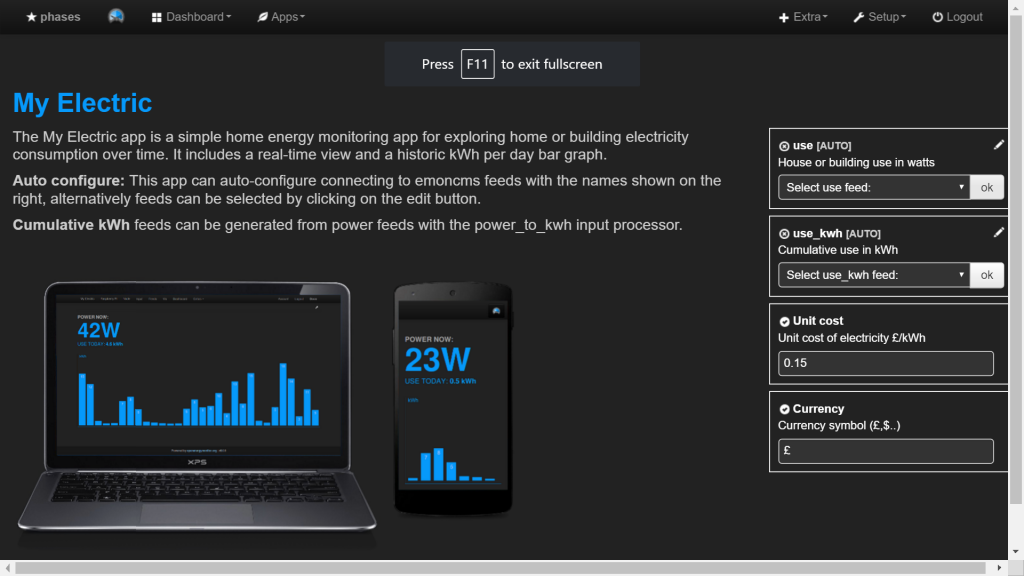 phases
Dashboard
Apps
Extra
Setup
Logout
Press F11 to exit fullscreen
My Electric
The My Electric app is a simple home energy monitoring app for exploring home or building electricity
consumption over time. It includes a real-time view and a historic kWh per day bar graph.
Auto configure: This app can auto-configure connecting to emoncms feeds with the names shown on the
right, alternatively feeds can be selected by clicking on the edit button.
Cumulative kWh feeds can be generated from power feeds with the power_to_kwh input processor.
use [AUTO]
House or building use in watts
Select use feed:
ok
use_kwh [AUTO]
Cumulative use in kWh
Select use_kwh feed:
ok
Unit cost
Unit cost of electricity £/kWh
0.15
Currency
Currency symbol (£,$..)
£
POWER NOW:
42W
USE TODAY: 4.6 kWh
XPS
POWER NOW:
23W
USE TODAY: 0.5 kWh
kWh